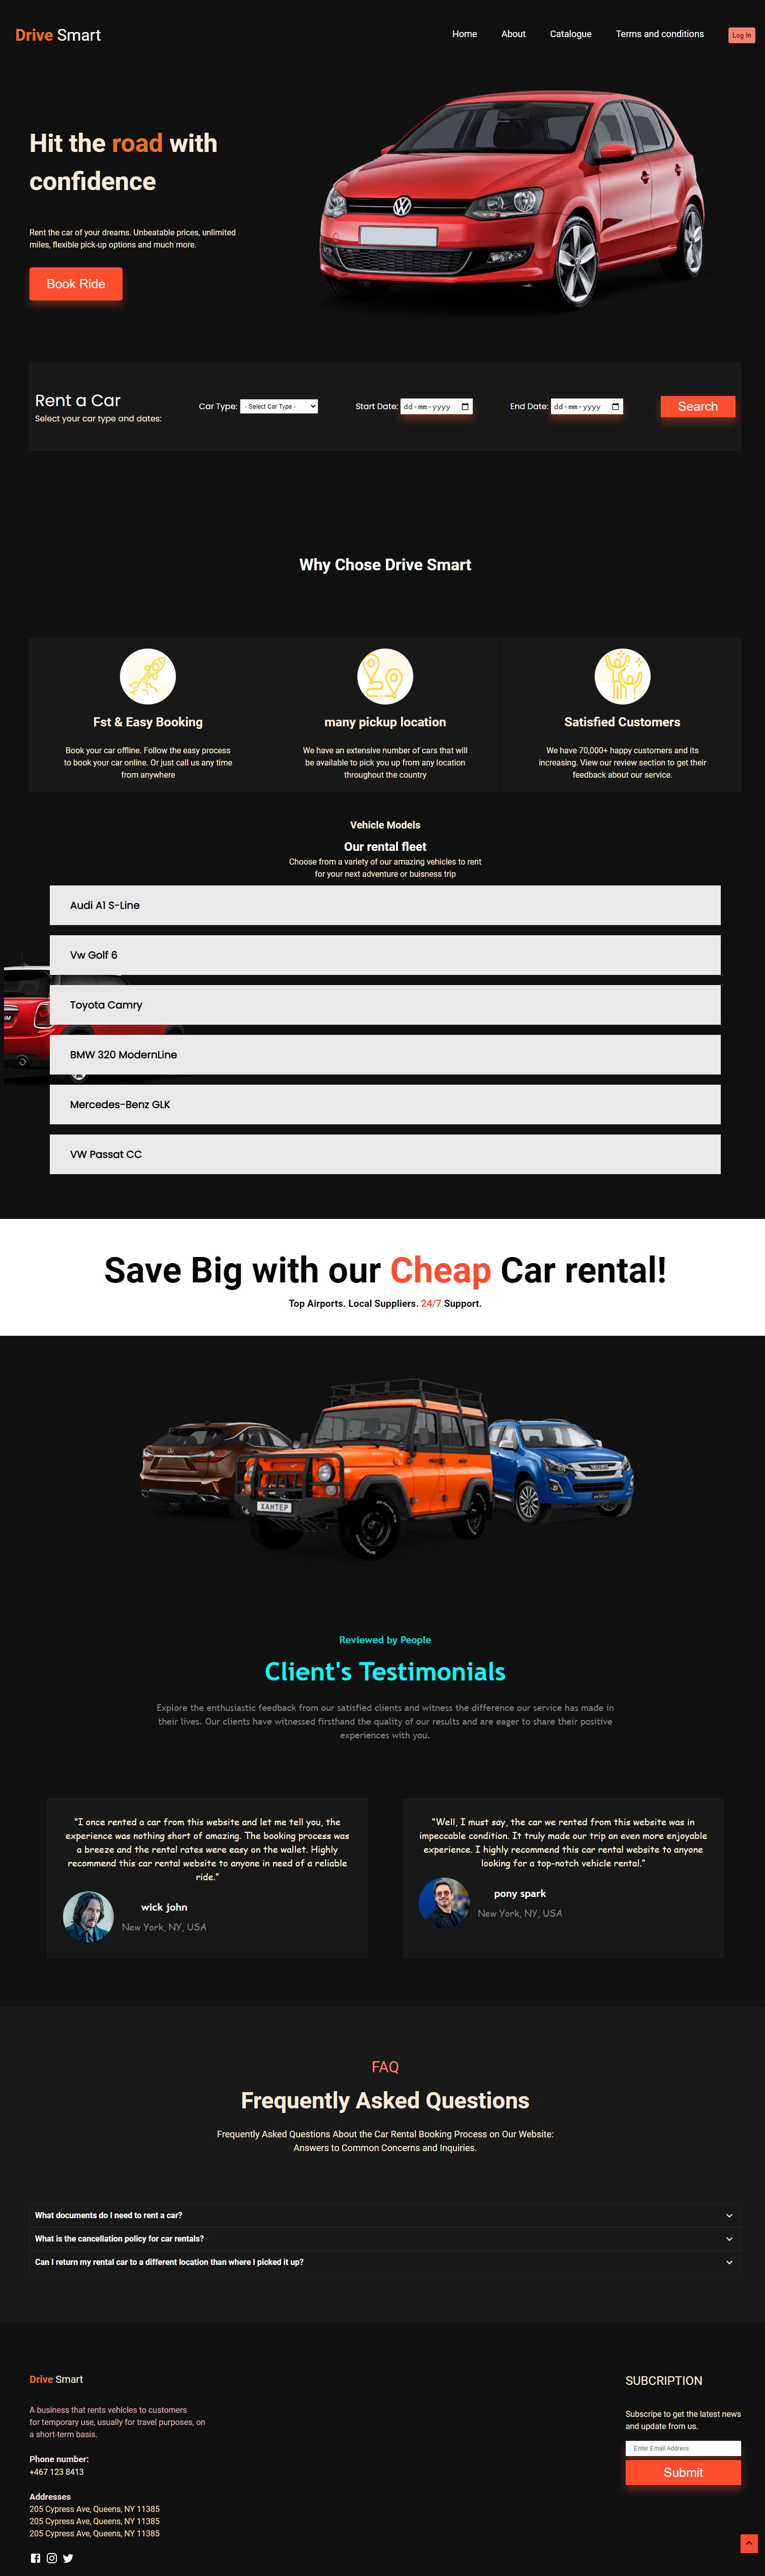 Drive Smart
Home About Catalogue Terms and conditions Log In
Hit the road with
confidence
Rent the car of your dreams. Unbeatable prices, unlimited
miles, flexible pick-up options and much more.
Book Ride
Rent a Car
Select your car type and dates:
Car Type: - Select Car Type -
Start Date: dd-mm-yyyy
End Date: dd-mm-yyyy
Search
Why Chose Drive Smart
Fst & Easy Booking
Book your car offline. Follow the easy process
to book your car online. Or just call us any time
from anywhere
many pickup location
We have an extensive number of cars that will
be available to pick you up from any location
throughout the country
Satisfied Customers
We have 70,000+ happy customers and its
increasing. View our review section to get their
feedback about our service.
Vehicle Models
Our rental fleet
Choose from a variety of our amazing vehicles to rent
for your next adventure or buisness trip
Audi A1 S-Line
Vw Golf 6
Toyota Camry
BMW 320 ModernLine
Mercedes-Benz GLK
VW Passat CC
Save Big with our Cheap Car rental!
Top Airports. Local Suppliers. 24/7 Support.
ХАНТЕР
Reviewed by People
Client's Testimonials
Explore the enthusiastic feedback from our satisfied clients and witness the difference our service has made in
their lives. Our clients have witnessed firsthand the quality of our results and are eager to share their positive
experiences with you.
"I once rented a car from this website and let me tell you, the
experience was nothing short of amazing. The booking process was
a breeze and the rental rates were easy on the wallet. Highly
recommend this car rental website to anyone in need of a reliable
ride."
wick john
New York, NY, USA
"Well, I must say, the car we rented from this website was in
impeccable condition. It truly made our trip an even more enjoyable
experience. I highly recommend this car rental website to anyone
looking for a top-notch vehicle rental."
pony spark
New York, NY, USA
FAQ
Frequently Asked Questions
Frequently Asked Questions About the Car Rental Booking Process on Our Website:
Answers to Common Concerns and Inquiries.
What documents do I need to rent a car?
What is the cancellation policy for car rentals?
Can I return my rental car to a different location than where I picked it up?
Drive Smart
A business that rents vehicles to customers
for temporary use, usually for travel purposes, on
a short-term basis.
Phone number:
+467 123 8413
Addresses
205 Cypress Ave, Queens, NY 11385
205 Cypress Ave, Queens, NY 11385
205 Cypress Ave, Queens, NY 11385
SUBCRIPTION
Subscripe to get the latest news
and update from us.
Enter Email Address
Submit